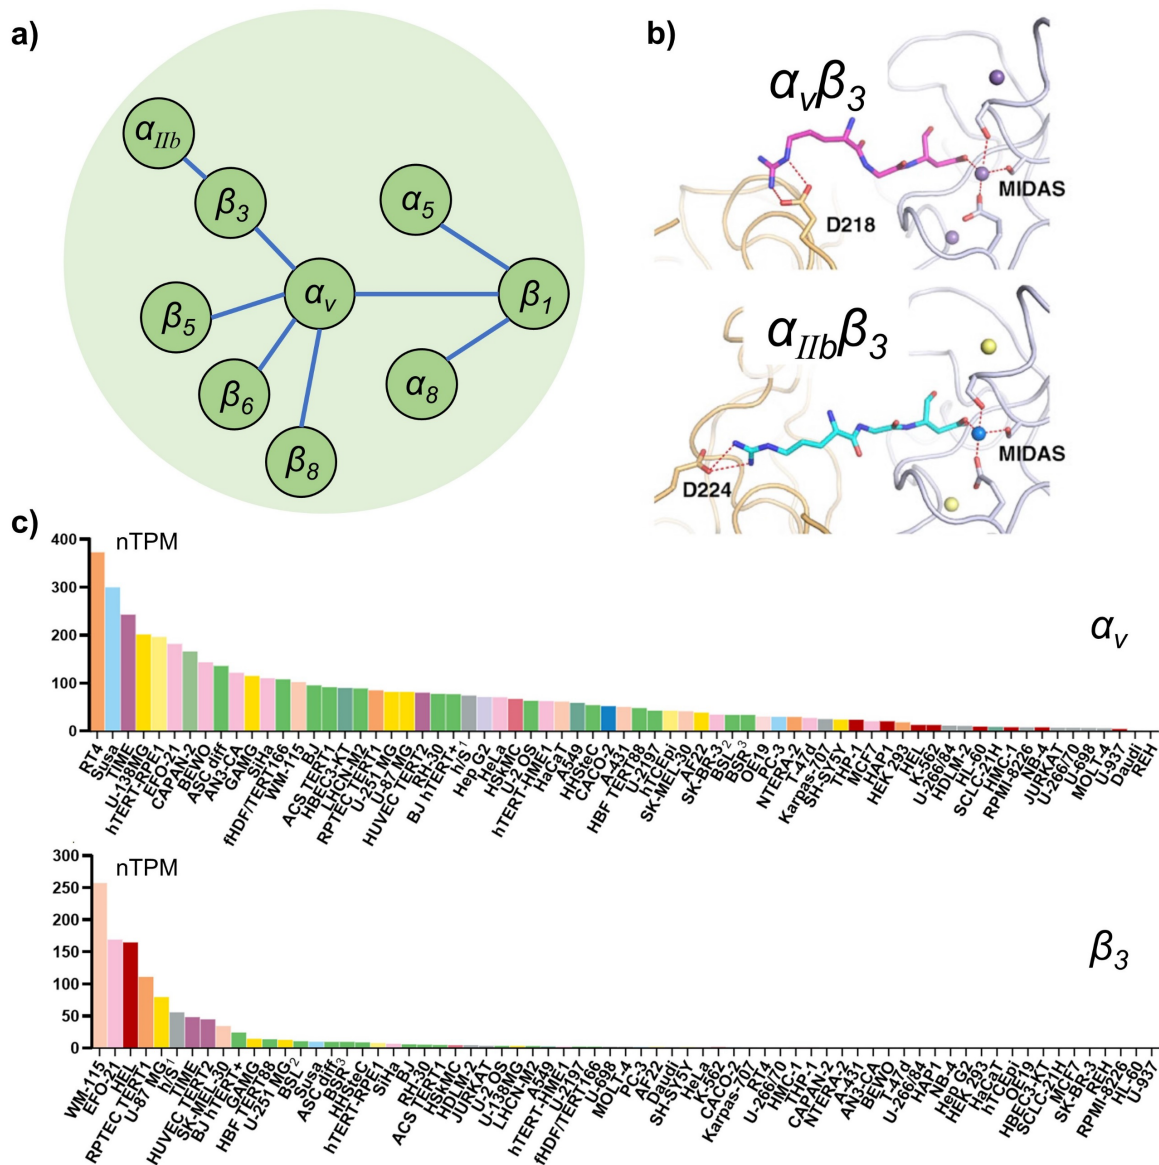 a)
b)
αIIb
β3
α5
αv
β1
β5
β6
α8
β8
αvβ3
MIDAS
D218
αIIbβ3
MIDAS
D224
c)
nTPM
400
300
200
100
0
αv
RT4
Susa
TIME
U-138MG
hTERT-RPE1
EFO-21
CAPAN-2
BEWO
ASC diff
AN3-CA
GAMG
SiHa
fHDF/TERT166
WM-115
BJ
ACS TERT1
HBEC3-KT
LHCN-M2
RPTEC TERT1
U-251 MG
U-87 MG
HUVEC TERT2
RH-30
BJ hTERT+
h/S1
Hep G2
HeLa
HSKMC
U-2 OS
hTERT-HME1
HaCaT
A549
HHSteC
CACO-2
A-431
HBF TERT88
U-2197
hTCEpi
SK-MEL-30
AF22
SK-BR-3
BSL2
BSR3
OE19
PC-3
NTERA-2
T-47d
Karpas-707
SH-SY5Y
THP-1
MCF7
HAP1
HEK 293
HEL
K-562
U-266/84
HDLM-2
HL-60
SCLC-21H
HMC-1
RPMI-8226
NB-4
JURKAT
U-266/70
U-698
MOLT-4
U-937
Daudi
REH
nTPM
300
250
200
150
100
50
0
β3
WM-115
EFO-21
HEL
RPTEC TERT1
U-87 MG
h/S1
TIME
HUVEC TERT2
SK-MEL-30
BJ hTERT+
GAMG
HBF TERT88
U-251 MG
BSL2
Susa
ASC diff
BSR3
HHSteC
hTERT-RPE1
SiHa
BJ
RH-30
ACS TERT1
HSKMC
HDLM-2
JURKAT
U-2 OS
U-138MG
LHCN-M2
A549
hTERT-HME1
U-2197
fHDF/TERT166
U-698
MOLT-4
PC-3
AF22
Daudi
SH-SY5Y
HeLa
K-562
CACO-2
Karpas-707
RT4
U-266/70
HMC-1
THP-1
CAPAN-2
NTERA-2
A-431
AN3-CA
BEWO
T-47d
U-266/84
HAP1
NB-4
Hep G2
HEK 293
HaCaT
hTCEpi
OE19
HBEC3-KT
SCLC-21H
MCF7
SK-BR-3
REH
RPMI-8226
HL-60
U-937